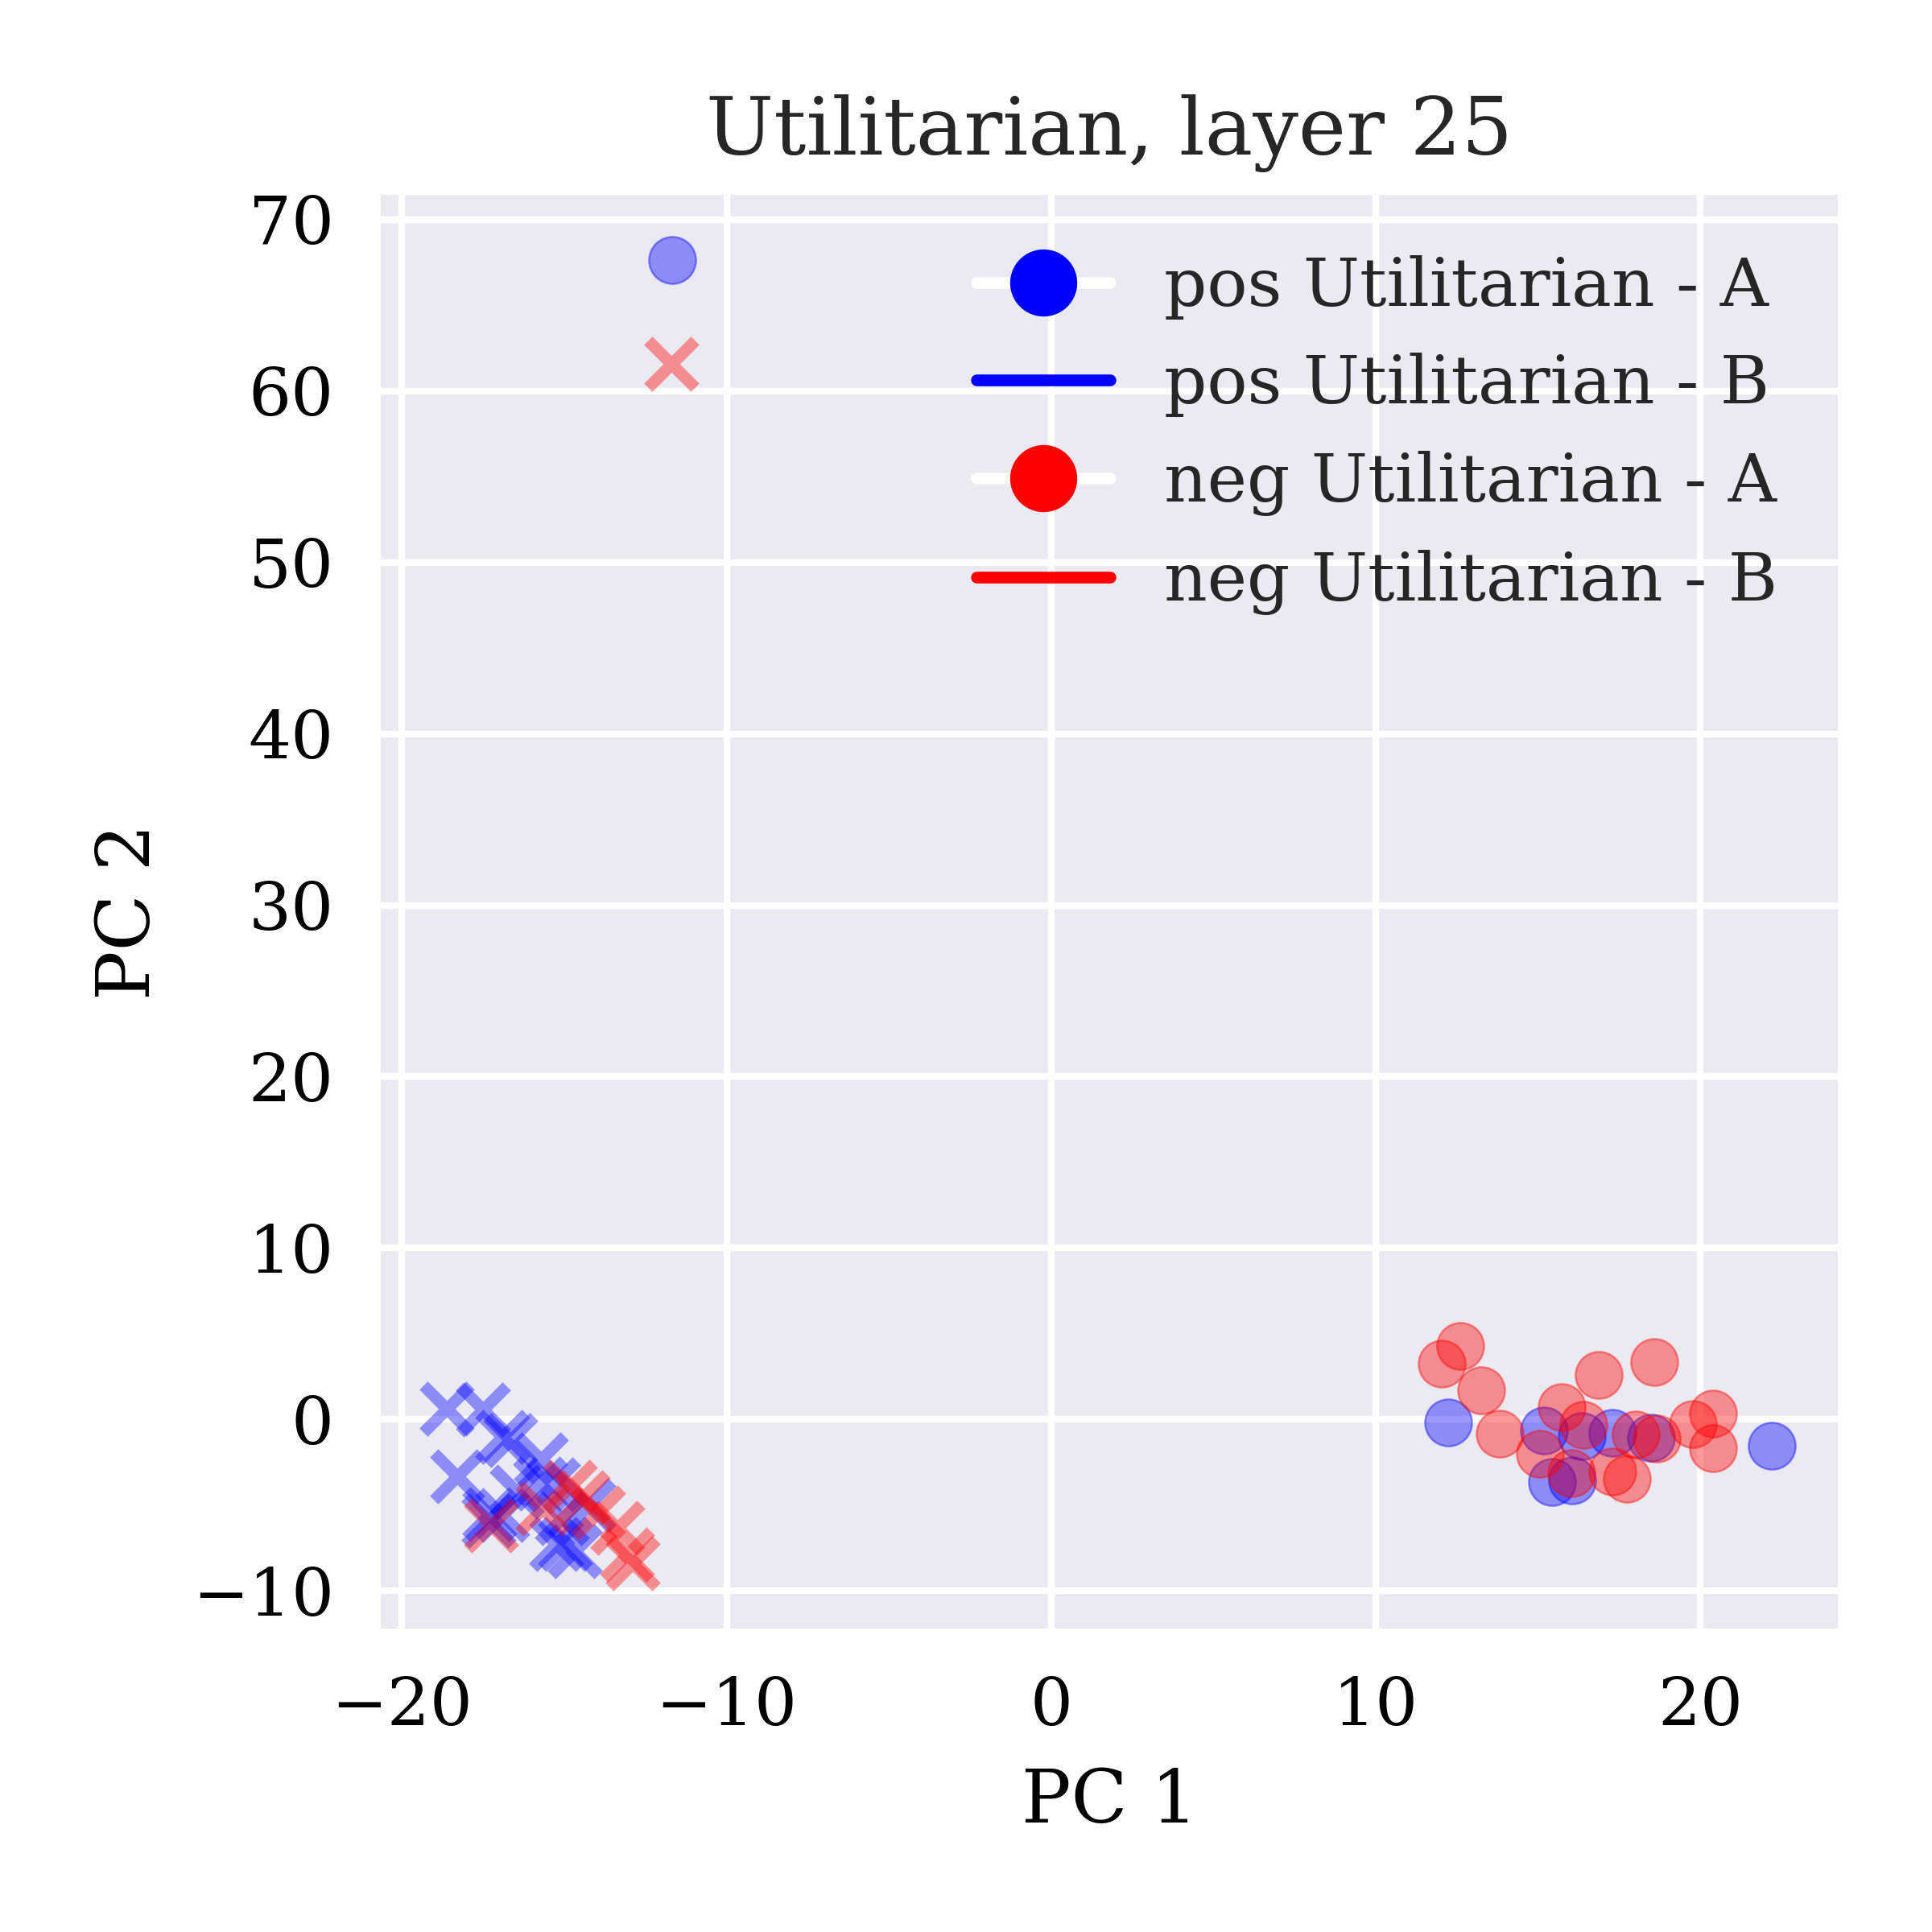 Utilitarian, layer 25
70
60
50
40
30
20
10
0
−10
PC 2
pos Utilitarian - A
pos Utilitarian - B
neg Utilitarian - A
neg Utilitarian - B
−20 −10 0 10 20
PC 1